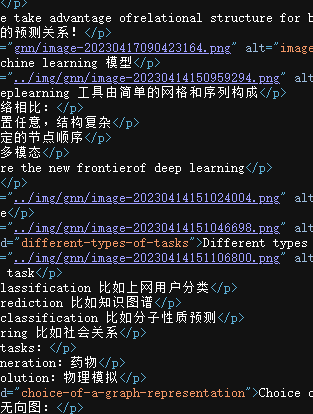 e take advantage ofrelational structure for b
的预测关系！</p>
="gnn/image-20230417090423164.png" alt="image
chine learning 模型</p>
="../img/gnn/image-20230414150959294.png" alt
eplearning 工具由简单的网格和序列构成</p>
络相比：</p>
置任意，结构复杂</p>
定的节点顺序</p>
多模态</p>
re the new frontierof deep learning</p>
</p>
="../img/gnn/image-20230414151024004.png" alt
e</p>
="../img/gnn/image-20230414151046698.png" alt
d="different-types-of-tasks">Different types
="../img/gnn/image-20230414151106800.png" alt
 task</p>
lassification 比如上网用户分类</p>
rediction 比如知识图谱</p>
classification 比如分子性质预测</p>
ring 比如社会关系</p>
tasks：</p>
neration：药物</p>
olution：物理模拟</p>
d="choice-of-a-graph-representation">Choice o
无向图：</p>